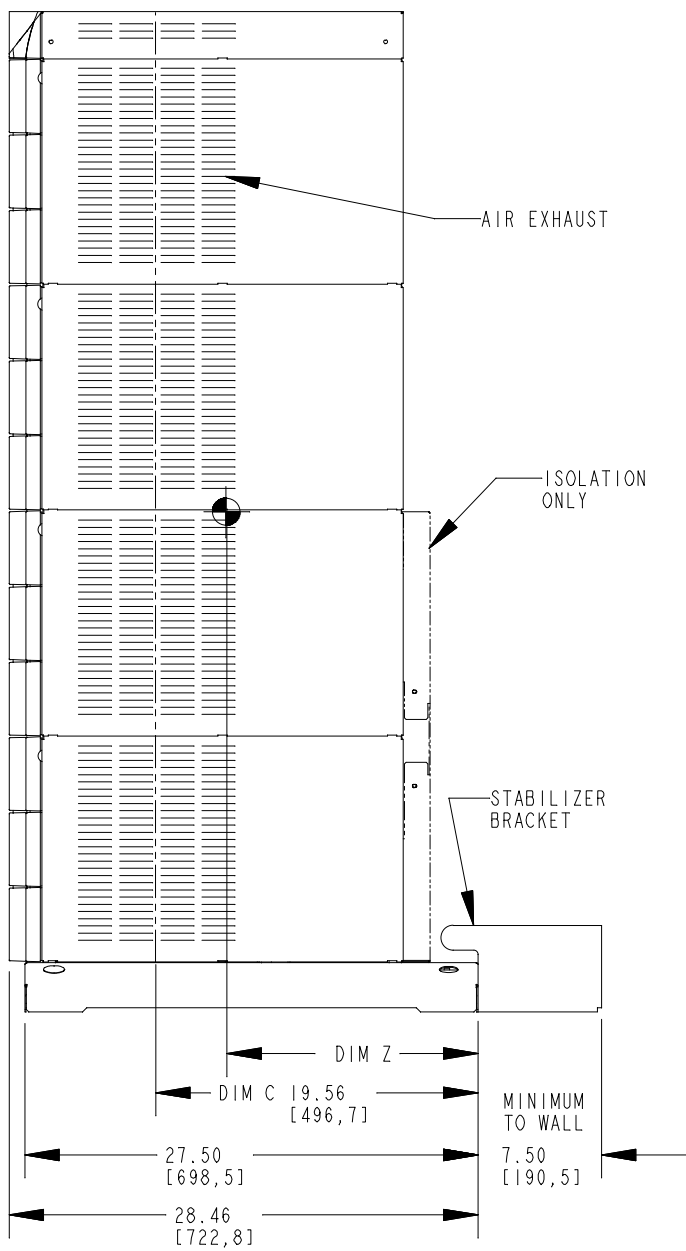 AIR EXHAUST
ISOLATION
ONLY
STABILIZER
BRACKET
DIM Z
DIM C 19.56
[496,7]
MINIMUM
TO WALL
27.50
[698,5]
7.50
[190,5]
28.46
[722,8]